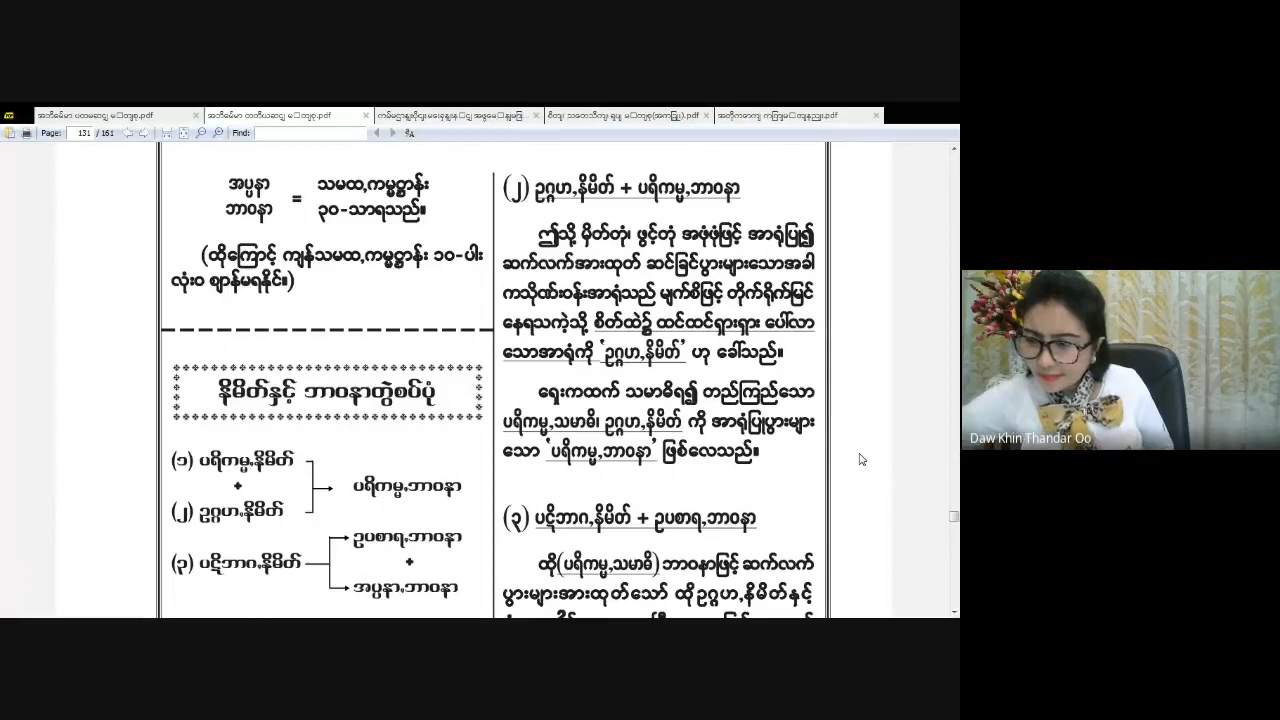 Page: 131 / 161 Find:
အပ္ပနာ
ဘာဝနာ
=
သမထ,ကမ္မဋ္ဌာန်း
၃၀-သာရသည်။
(ထို့ကြောင့် ကျန်သမထ,ကမ္မဋ္ဌာန်း ၁၀-ပါး
လုံးဝ ဈာန်မရနိုင်။)
နိမိတ်နှင့် ဘာဝနာတွဲစပ်ပုံ
(၁) ပရိကမ္မ,နိမိတ်
+
ပရိကမ္မ,ဘာဝနာ
(၂) ဥဂ္ဂဟ,နိမိတ်
ဥပစာရ,ဘာဝနာ
(၃) ပဋိဘာဂ,နိမိတ်
+
အပ္ပနာ,ဘာဝနာ
(၂) ဥဂ္ဂဟ,နိမိတ် + ပရိကမ္မ,ဘာဝနာ
ဤသို့ မှိတ်တုံ၊ ဖွင့်တုံ အဖုံဖုံဖြင့် အာရုံပြု၍
ဆက်လက်အားထုတ် ဆင်ခြင်ပွားများသောအခါ
ကသိုဏ်းဝန်းအာရုံသည် မျက်စိဖြင့် တိုက်ရိုက်မြင်
နေရသကဲ့သို့ စိတ်ထဲ၌ ထင်ထင်ရှားရှား ပေါ်လာ
သောအာရုံကို 'ဥဂ္ဂဟ,နိမိတ်' ဟု ခေါ်သည်။
ရှေးကထက် သမာဓိရ၍ တည်ကြည်သော
ပရိကမ္မ,သမာဓိ၊ ဥဂ္ဂဟ,နိမိတ် ကို အာရုံပြုပွားများ
သော 'ပရိကမ္မ,ဘာဝနာ' ဖြစ်လေသည်။
(၃) ပဋိဘာဂ,နိမိတ် + ဥပစာရ,ဘာဝနာ
ထို(ပရိကမ္မ,သမာဓိ) ဘာဝနာဖြင့် ဆက်လက်
ပွားများအားထုတ်သော် ထိုဥဂ္ဂဟ,နိမိတ်နှင့်
Daw Khin Thandar Oo